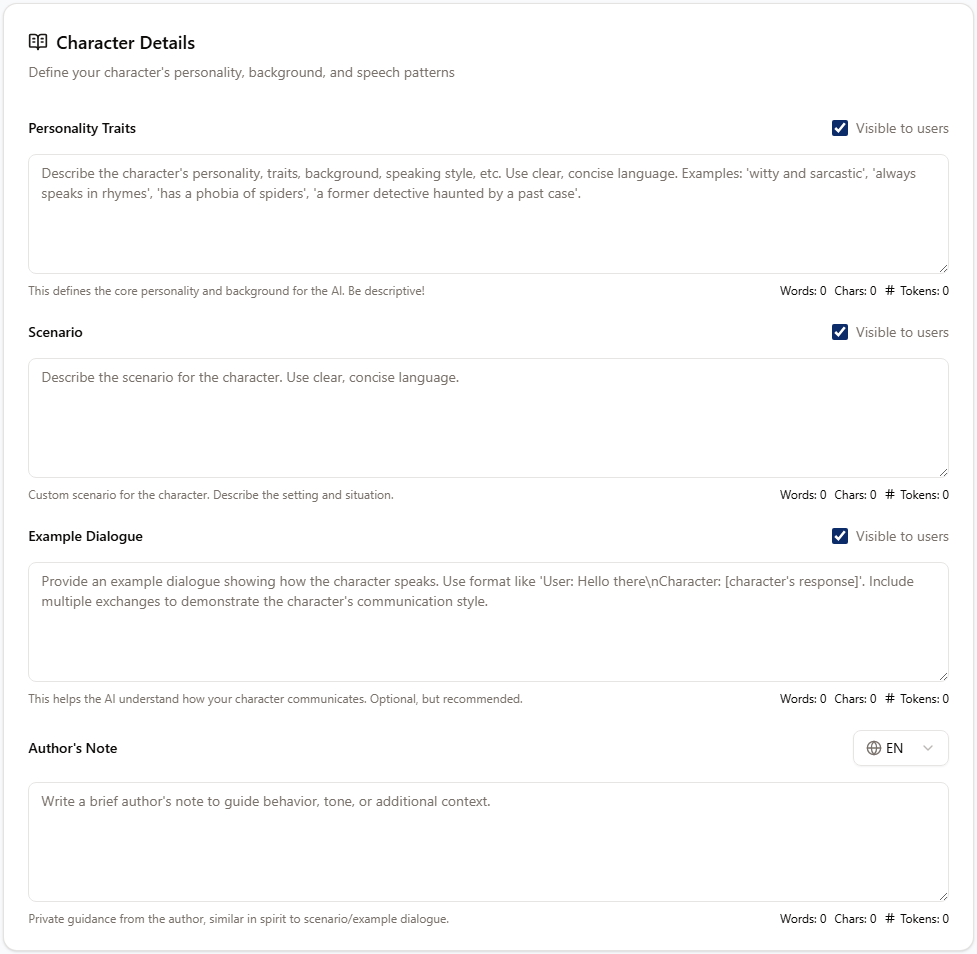 Character Details
Define your character's personality, background, and speech patterns
Personality Traits
Visible to users
Describe the character's personality, traits, background, speaking style, etc. Use clear, concise language. Examples: 'witty and sarcastic', 'always
speaks in rhymes', 'has a phobia of spiders', 'a former detective haunted by a past case'.
This defines the core personality and background for the AI. Be descriptive!
Words: 0 Chars: 0 # Tokens: 0
Scenario
Visible to users
Describe the scenario for the character. Use clear, concise language.
Custom scenario for the character. Describe the setting and situation.
Words: 0 Chars: 0 # Tokens: 0
Example Dialogue
Visible to users
Provide an example dialogue showing how the character speaks. Use format like 'User: Hello there\nCharacter: [character's response]'. Include
multiple exchanges to demonstrate the character's communication style.
This helps the AI understand how your character communicates. Optional, but recommended.
Words: 0 Chars: 0 # Tokens: 0
Author's Note
EN
Write a brief author's note to guide behavior, tone, or additional context.
Private guidance from the author, similar in spirit to scenario/example dialogue.
Words: 0 Chars: 0 # Tokens: 0